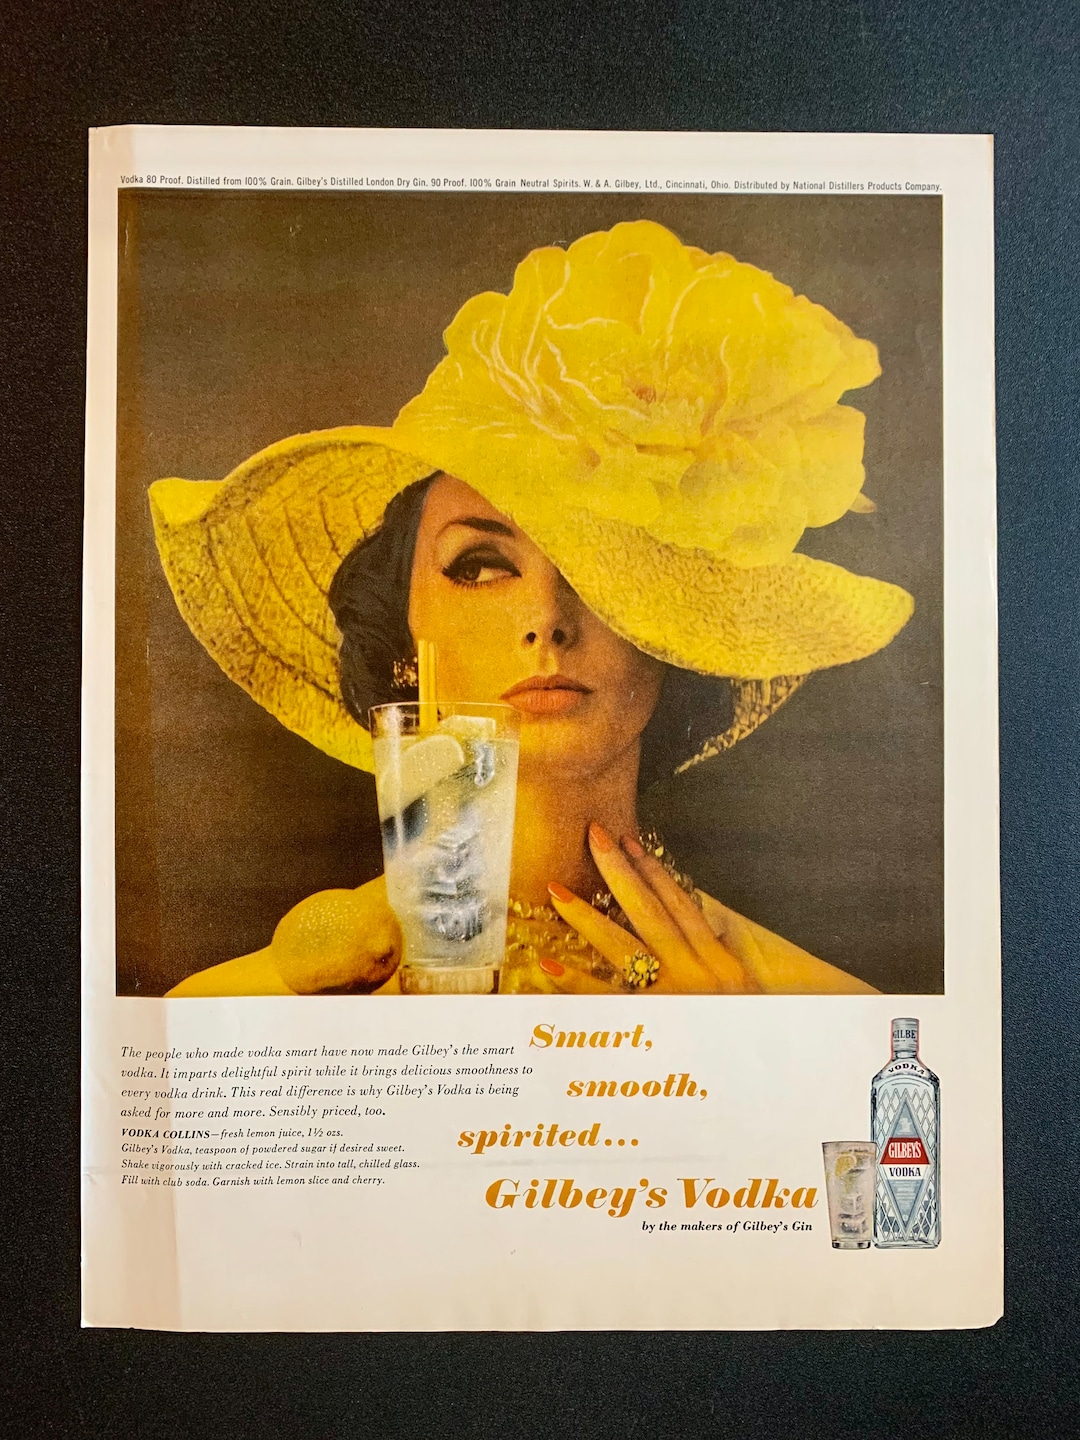 Vodka 80 Proof. Distilled from 100% Grain. Gilbey's Distilled London Dry Gin. 90 Proof. 100% Grain Neutral Spirits. W. & A. Gilbey, Ltd., Cincinnati, Ohio. Distributed by National Distillers Products Company.
The people who made vodka smart have now made Gilbey's the smart
vodka. It imparts delightful spirit while it brings delicious smoothness to
every vodka drink. This real difference is why Gilbey's Vodka is being
asked for more and more. Sensibly priced, too.
VODKA COLLINS—fresh lemon juice, 1½ ozs.
Gilbey's Vodka, teaspoon of powdered sugar if desired sweet.
Shake vigorously with cracked ice. Strain into tall, chilled glass.
Fill with club soda. Garnish with lemon slice and cherry.
Smart,
smooth,
spirited...
Gilbey's Vodka
by the makers of Gilbey's Gin
GILBE
VODKA
GILBEY'S
VODKA